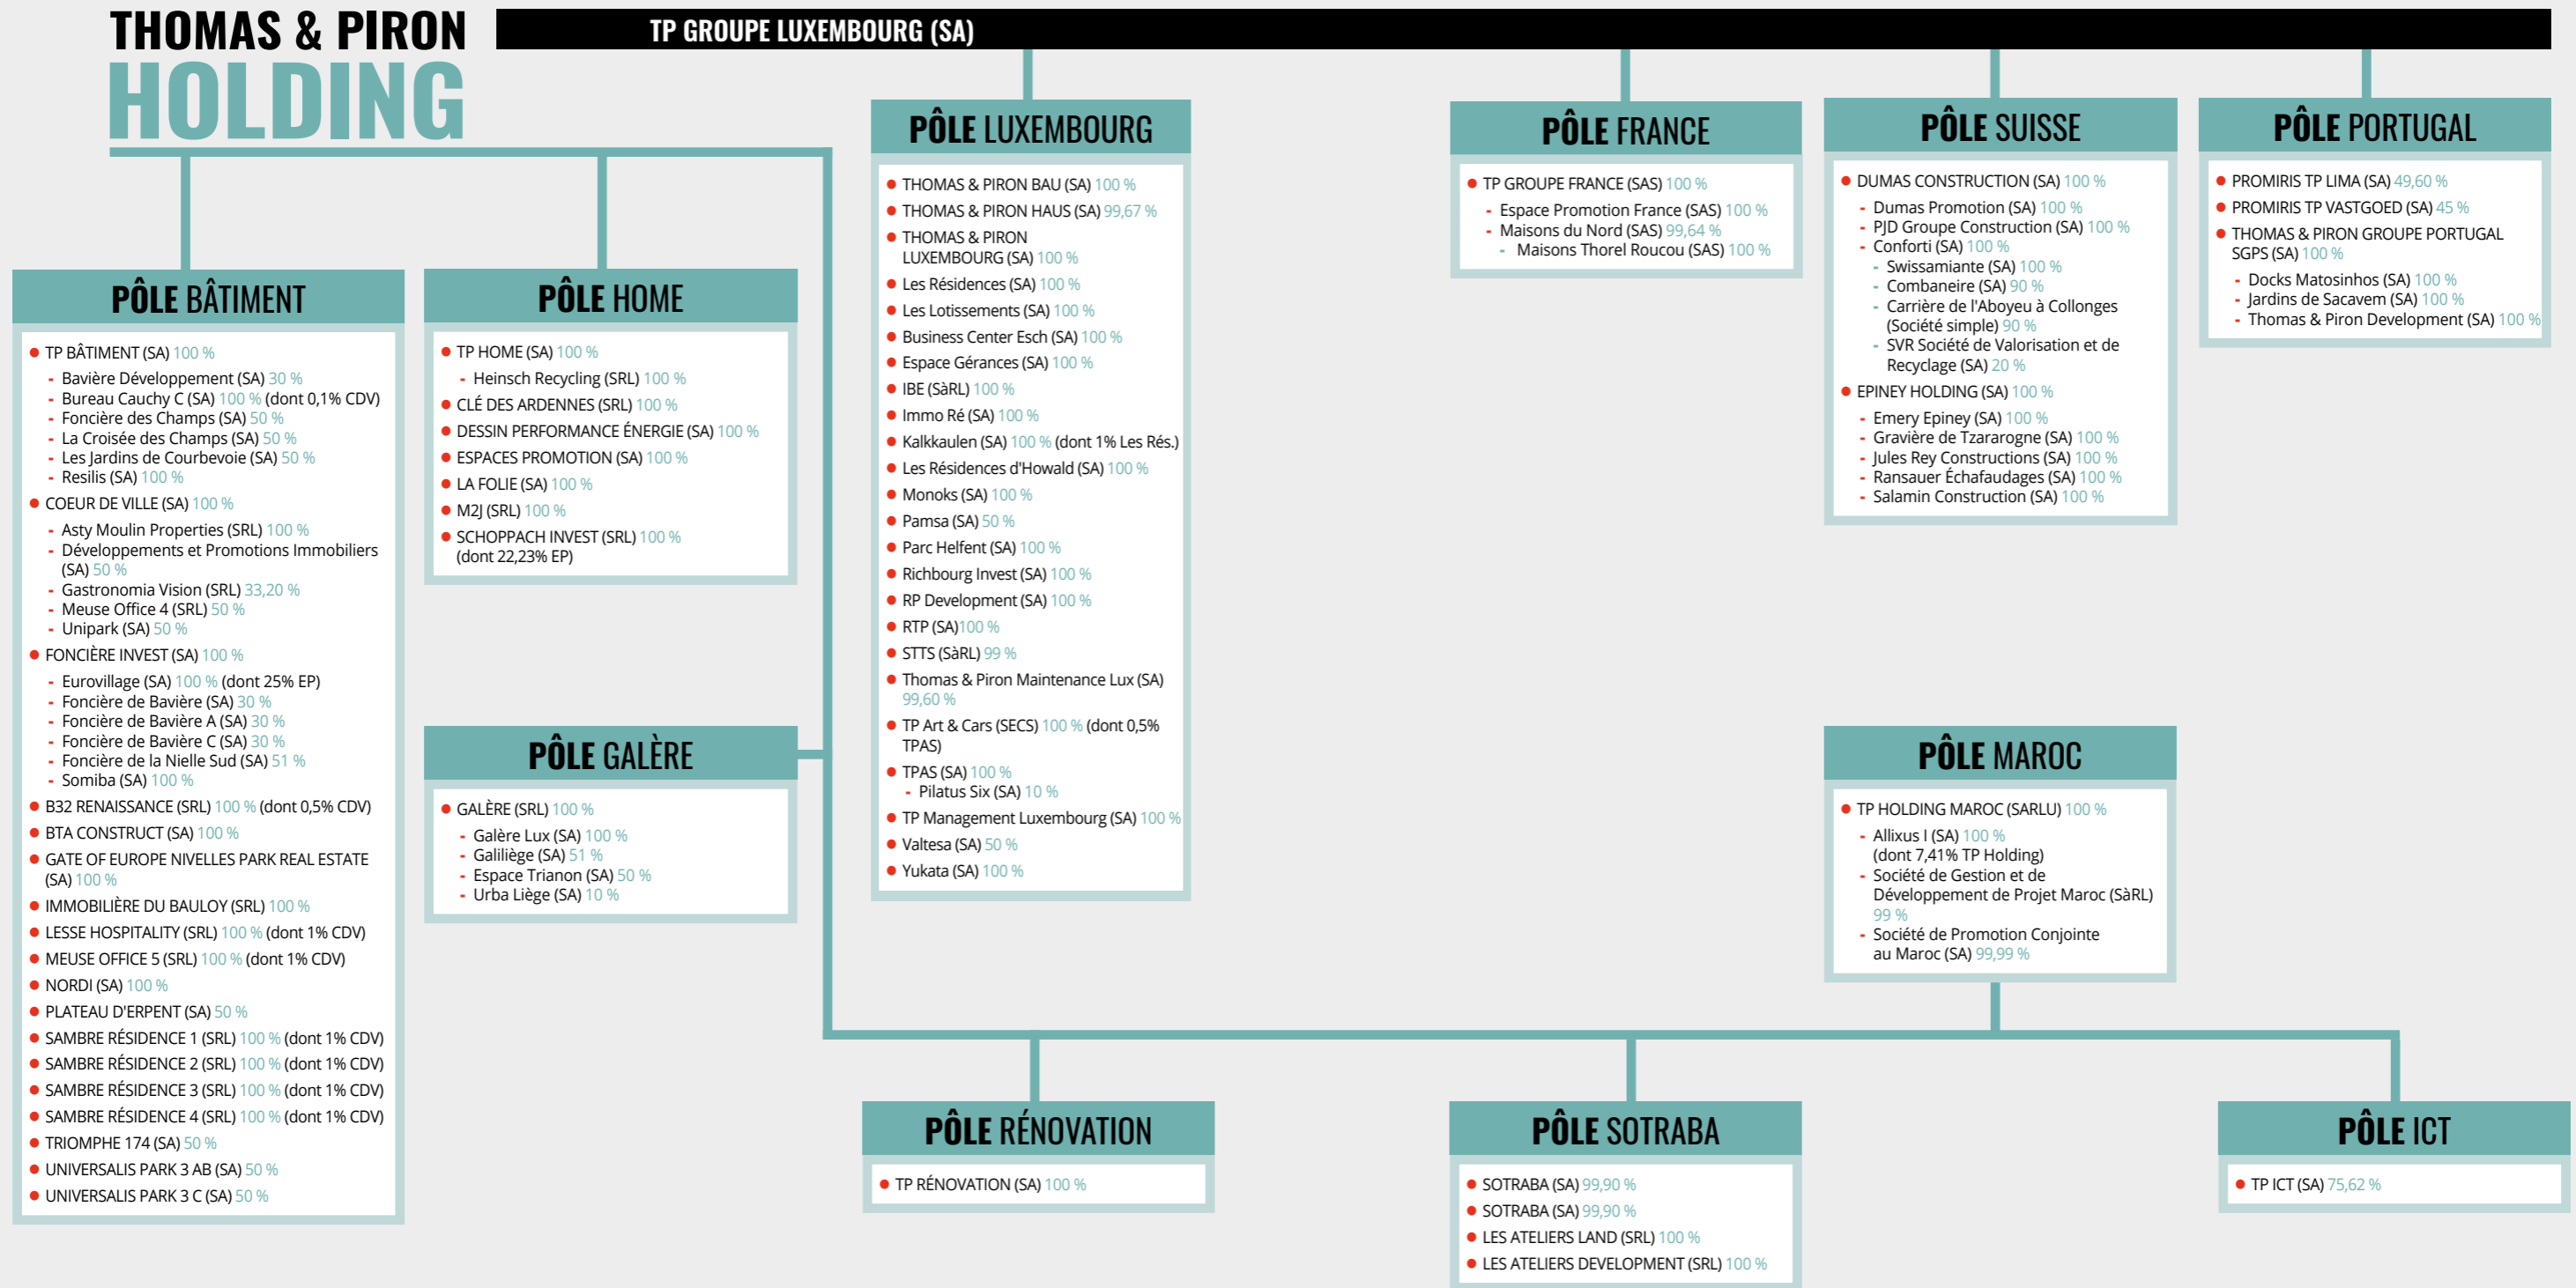 THOMAS & PIRON
HOLDING
TP GROUPE LUXEMBOURG (SA)
PÔLE BÂTIMENT
TP BÂTIMENT (SA) 100 %
- Bavière Développement (SA) 30 %
- Bureau Cauchy C (SA) 100 % (dont 0,1% CDV)
- Foncière des Champs (SA) 50 %
- La Croisée des Champs (SA) 50 %
- Les Jardins de Courbevoie (SA) 50 %
- Resilis (SA) 100 %
COEUR DE VILLE (SA) 100 %
- Asty Moulin Properties (SRL) 100 %
- Développements et Promotions Immobiliers
(SA) 50 %
- Gastronomia Vision (SRL) 33,20 %
- Meuse Office 4 (SRL) 50 %
- Unipark (SA) 50 %
FONCIÈRE INVEST (SA) 100 %
- Eurovillage (SA) 100 % (dont 25% EP)
- Foncière de Bavière (SA) 30 %
- Foncière de Bavière A (SA) 30 %
- Foncière de Bavière C (SA) 30 %
- Foncière de la Nielle Sud (SA) 51 %
- Somiba (SA) 100 %
B32 RENAISSANCE (SRL) 100 % (dont 0,5% CDV)
BTA CONSTRUCT (SA) 100 %
GATE OF EUROPE NIVELLES PARK REAL ESTATE
(SA) 100 %
IMMOBILIÈRE DU BAULOY (SRL) 100 %
LESSE HOSPITALITY (SRL) 100 % (dont 1% CDV)
MEUSE OFFICE 5 (SRL) 100 % (dont 1% CDV)
NORDI (SA) 100 %
PLATEAU D'ERPENT (SA) 50 %
SAMBRE RÉSIDENCE 1 (SRL) 100 % (dont 1% CDV)
SAMBRE RÉSIDENCE 2 (SRL) 100 % (dont 1% CDV)
SAMBRE RÉSIDENCE 3 (SRL) 100 % (dont 1% CDV)
SAMBRE RÉSIDENCE 4 (SRL) 100 % (dont 1% CDV)
TRIOMPHE 174 (SA) 50 %
UNIVERSALIS PARK 3 AB (SA) 50 %
UNIVERSALIS PARK 3 C (SA) 50 %
PÔLE HOME
TP HOME (SA) 100 %
- Heinsch Recycling (SRL) 100 %
CLÉ DES ARDENNES (SRL) 100 %
DESSIN PERFORMANCE ÉNERGIE (SA) 100 %
ESPACES PROMOTION (SA) 100 %
LA FOLIE (SA) 100 %
M2J (SRL) 100 %
SCHOPPACH INVEST (SRL) 100 %
(dont 22,23% EP)
PÔLE GALÈRE
GALÈRE (SRL) 100 %
- Galère Lux (SA) 100 %
- Galiliège (SA) 51 %
- Espace Trianon (SA) 50 %
- Urba Liège (SA) 10 %
PÔLE LUXEMBOURG
THOMAS & PIRON BAU (SA) 100 %
THOMAS & PIRON HAUS (SA) 99,67 %
THOMAS & PIRON
LUXEMBOURG (SA) 100 %
Les Résidences (SA) 100 %
Les Lotissements (SA) 100 %
Business Center Esch (SA) 100 %
Espace Gérances (SA) 100 %
IBE (SàRL) 100 %
Immo Ré (SA) 100 %
Kalkkaulen (SA) 100 % (dont 1% Les Rés.)
Les Résidences d'Howald (SA) 100 %
Monoks (SA) 100 %
Pamsa (SA) 50 %
Parc Helfent (SA) 100 %
Richbourg Invest (SA) 100 %
RP Development (SA) 100 %
RTP (SA)100 %
STTS (SàRL) 99 %
Thomas & Piron Maintenance Lux (SA)
99,60 %
TP Art & Cars (SECS) 100 % (dont 0,5%
TPAS)
TPAS (SA) 100 %
- Pilatus Six (SA) 10 %
TP Management Luxembourg (SA) 100 %
Valtesa (SA) 50 %
Yukata (SA) 100 %
PÔLE FRANCE
TP GROUPE FRANCE (SAS) 100 %
- Espace Promotion France (SAS) 100 %
- Maisons du Nord (SAS) 99,64 %
- Maisons Thorel Roucou (SAS) 100 %
PÔLE SUISSE
DUMAS CONSTRUCTION (SA) 100 %
- Dumas Promotion (SA) 100 %
- PJD Groupe Construction (SA) 100 %
- Conforti (SA) 100 %
- Swissamiante (SA) 100 %
- Combaneire (SA) 90 %
- Carrière de l'Aboyeu à Collonges
(Société simple) 90 %
- SVR Société de Valorisation et de
Recyclage (SA) 20 %
EPINEY HOLDING (SA) 100 %
- Emery Epiney (SA) 100 %
- Gravière de Tzararogne (SA) 100 %
- Jules Rey Constructions (SA) 100 %
- Ransauer Échafaudages (SA) 100 %
- Salamin Construction (SA) 100 %
PÔLE PORTUGAL
PROMIRIS TP LIMA (SA) 49,60 %
PROMIRIS TP VASTGOED (SA) 45 %
THOMAS & PIRON GROUPE PORTUGAL
SGPS (SA) 100 %
- Docks Matosinhos (SA) 100 %
- Jardins de Sacavem (SA) 100 %
- Thomas & Piron Development (SA) 100 %
PÔLE MAROC
TP HOLDING MAROC (SARLU) 100 %
- Allixus I (SA) 100 %
(dont 7,41% TP Holding)
- Société de Gestion et de
Développement de Projet Maroc (SàRL)
99 %
- Société de Promotion Conjointe
au Maroc (SA) 99,99 %
PÔLE RÉNOVATION
TP RÉNOVATION (SA) 100 %
PÔLE SOTRABA
SOTRABA (SA) 99,90 %
SOTRABA (SA) 99,90 %
LES ATELIERS LAND (SRL) 100 %
LES ATELIERS DEVELOPMENT (SRL) 100 %
PÔLE ICT
TP ICT (SA) 75,62 %